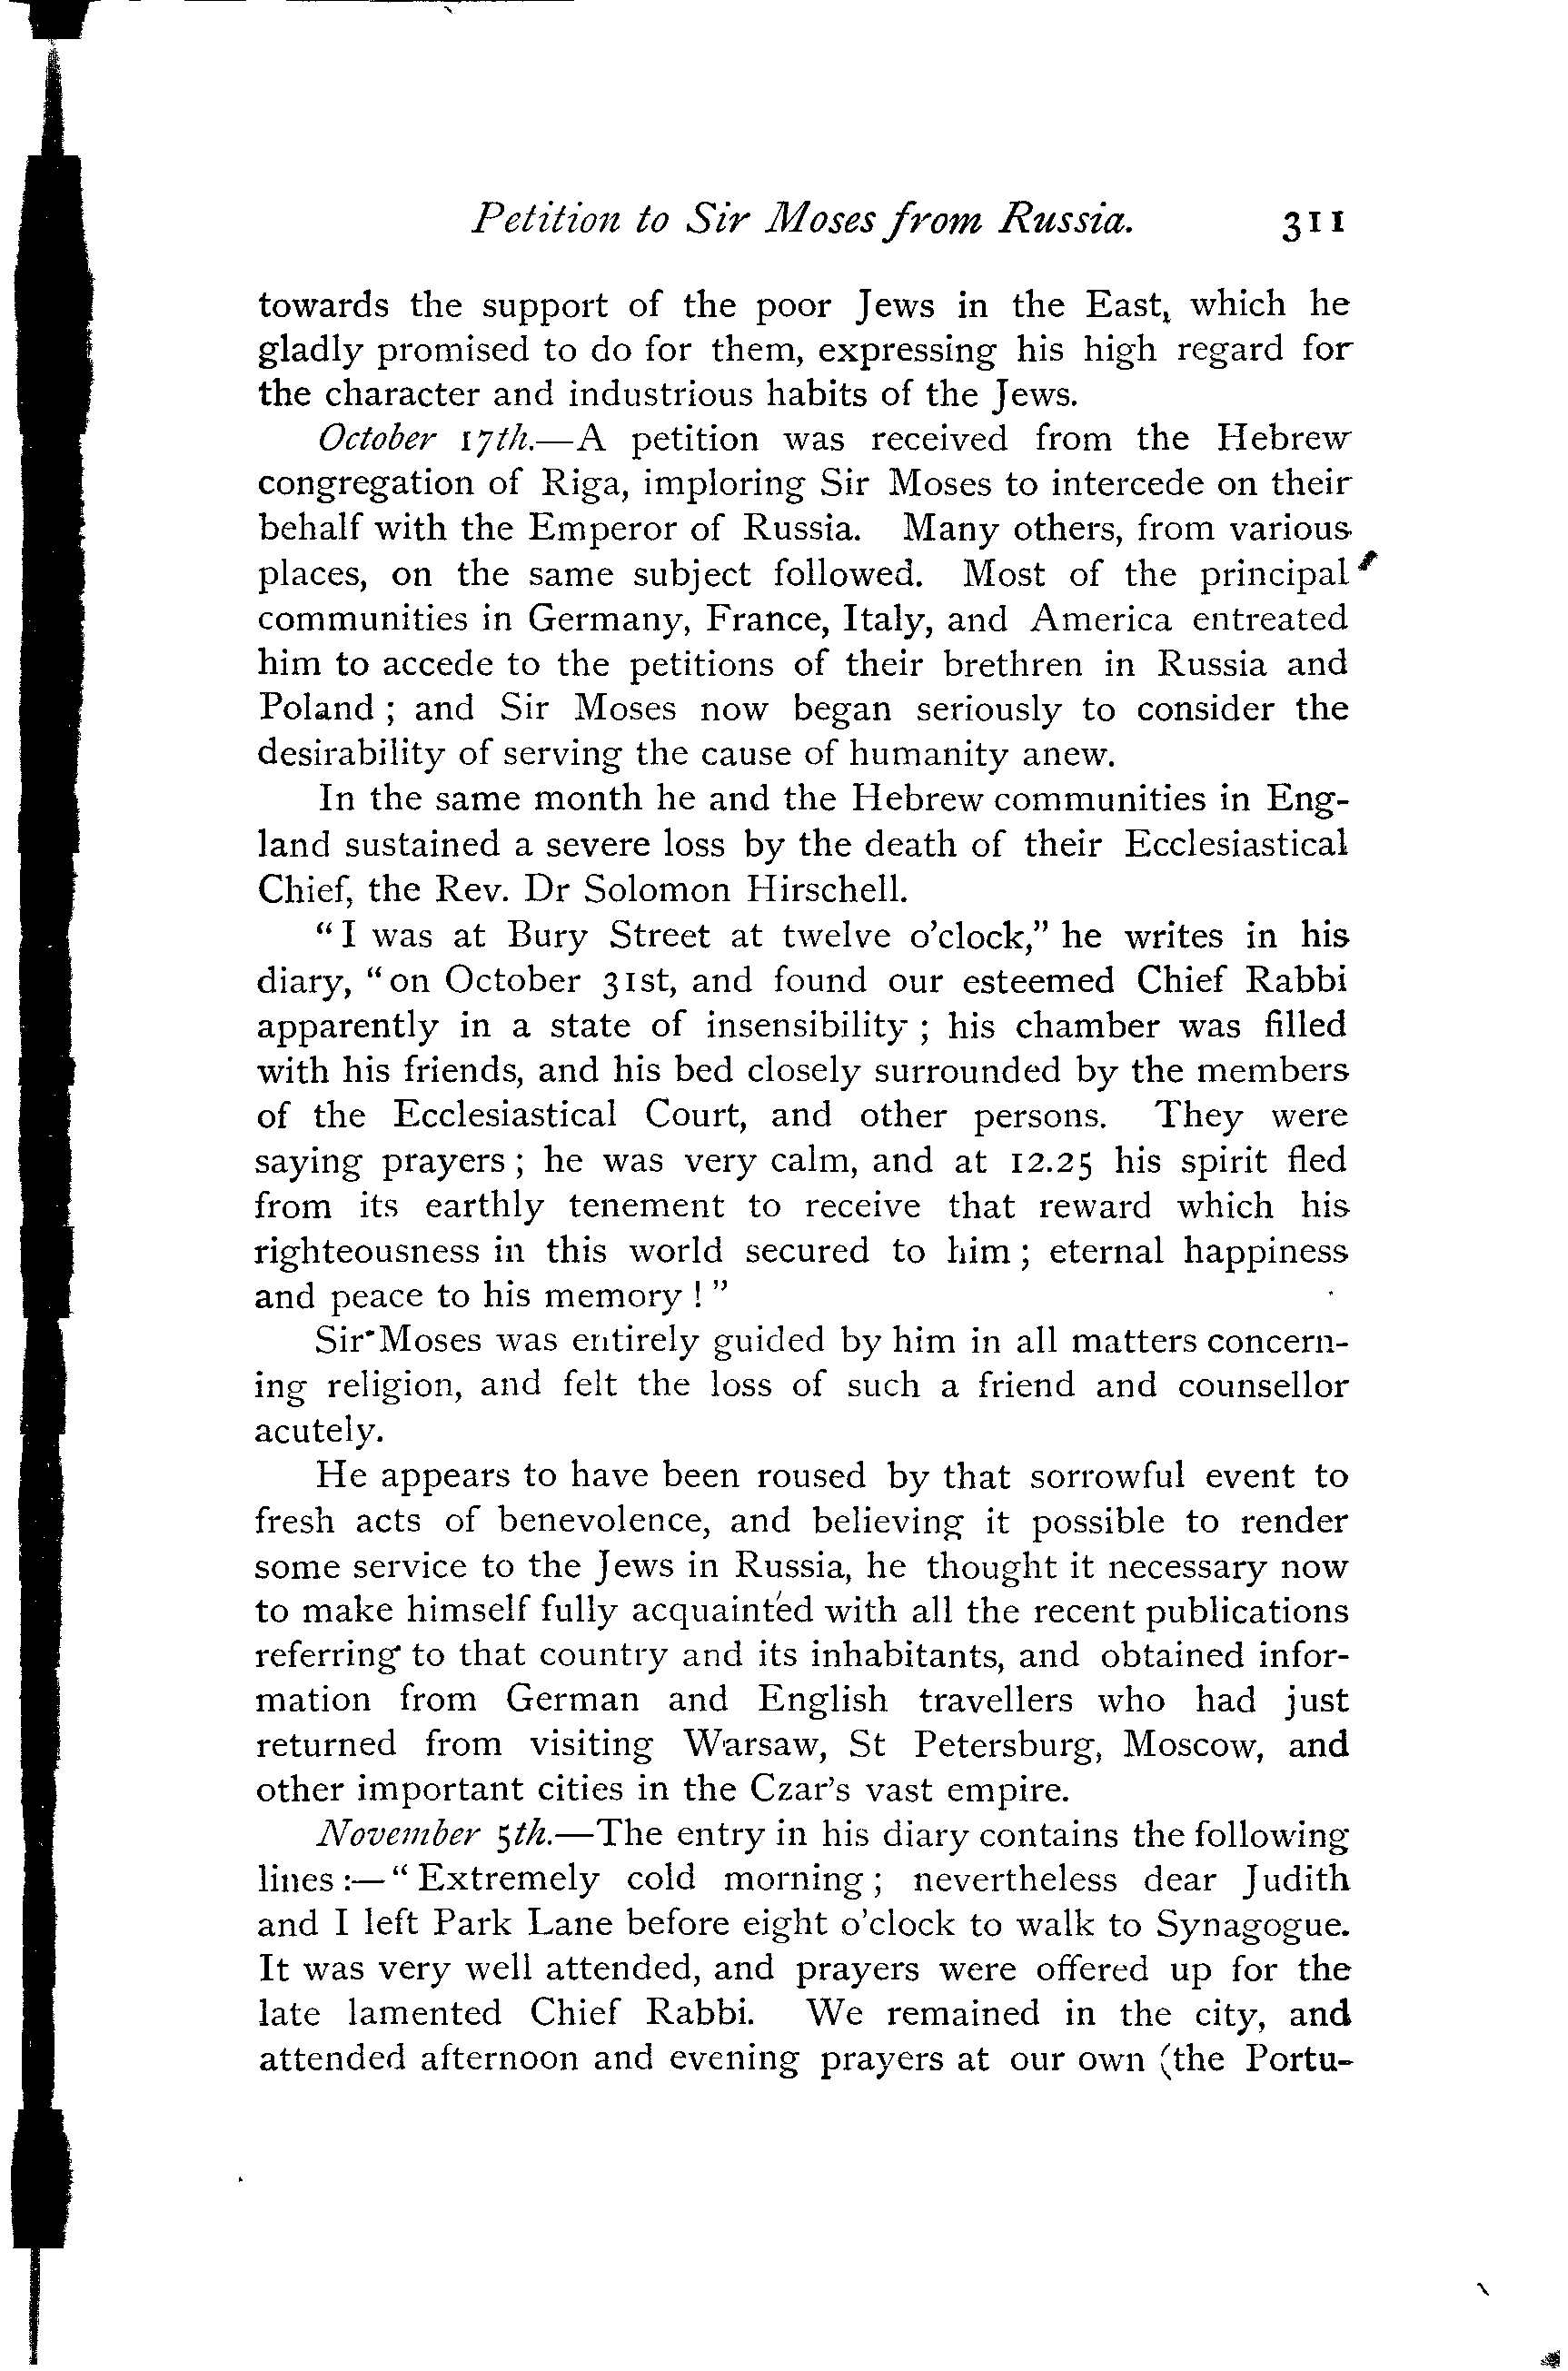 Petition to Sir Moses from Russia. 311
towards the support of the poor Jews in the East, which he
gladly promised to do for them, expressing his high regard for
the character and industrious habits of the Jews.
October 17th.—A petition was received from the Hebrew
congregation of Riga, imploring Sir Moses to intercede on their
behalf with the Emperor of Russia. Many others, from various
places, on the same subject followed. Most of the principal
communities in Germany, France, Italy, and America entreated
him to accede to the petitions of their brethren in Russia and
Poland; and Sir Moses now began seriously to consider the
desirability of serving the cause of humanity anew.
In the same month he and the Hebrew communities in Eng-
land sustained a severe loss by the death of their Ecclesiastical
Chief, the Rev. Dr Solomon Hirschell.
"I was at Bury Street at twelve o'clock," he writes in his
diary, "on October 31st, and found our esteemed Chief Rabbi
apparently in a state of insensibility; his chamber was filled
with his friends, and his bed closely surrounded by the members
of the Ecclesiastical Court, and other persons. They were
saying prayers; he was very calm, and at 12.25 his spirit fled
from its earthly tenement to receive that reward which his
righteousness in this world secured to him; eternal happiness
and peace to his memory!"
Sir Moses was entirely guided by him in all matters concern-
ing religion, and felt the loss of such a friend and counsellor
acutely.
He appears to have been roused by that sorrowful event to
fresh acts of benevolence, and believing it possible to render
some service to the Jews in Russia, he thought it necessary now
to make himself fully acquainted with all the recent publications
referring to that country and its inhabitants, and obtained infor-
mation from German and English travellers who had just
returned from visiting Warsaw, St Petersburg, Moscow, and
other important cities in the Czar's vast empire.
November 5th.—The entry in his diary contains the following
lines:—"Extremely cold morning; nevertheless dear Judith
and I left Park Lane before eight o'clock to walk to Synagogue.
It was very well attended, and prayers were offered up for the
late lamented Chief Rabbi. We remained in the city, and
attended afternoon and evening prayers at our own (the Portu-